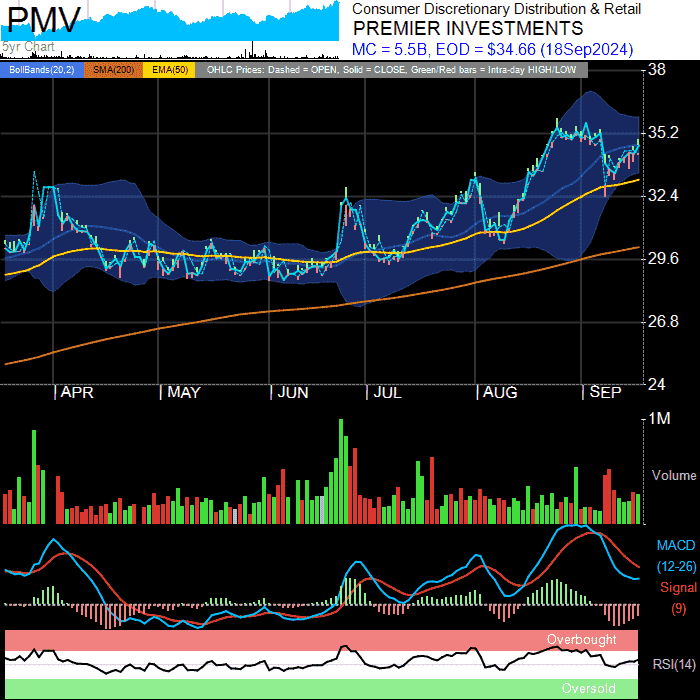 PMV
5yr Chart
Consumer Discretionary Distribution & Retail
PREMIER INVESTMENTS
MC = 5.5B, EOD = $34.66 (18Sep2024)
BollBands(20,2) SMA(200) EMA(50) OHLC Prices: Dashed = OPEN, Solid = CLOSE, Green/Red bars = Intra-day HIGH/LOW
38
35.2
32.4
29.6
26.8
24
APR MAY JUN JUL AUG SEP
1M
Volume
MACD
(12-26)
Signal
(9)
Overbought
RSI(14)
Oversold